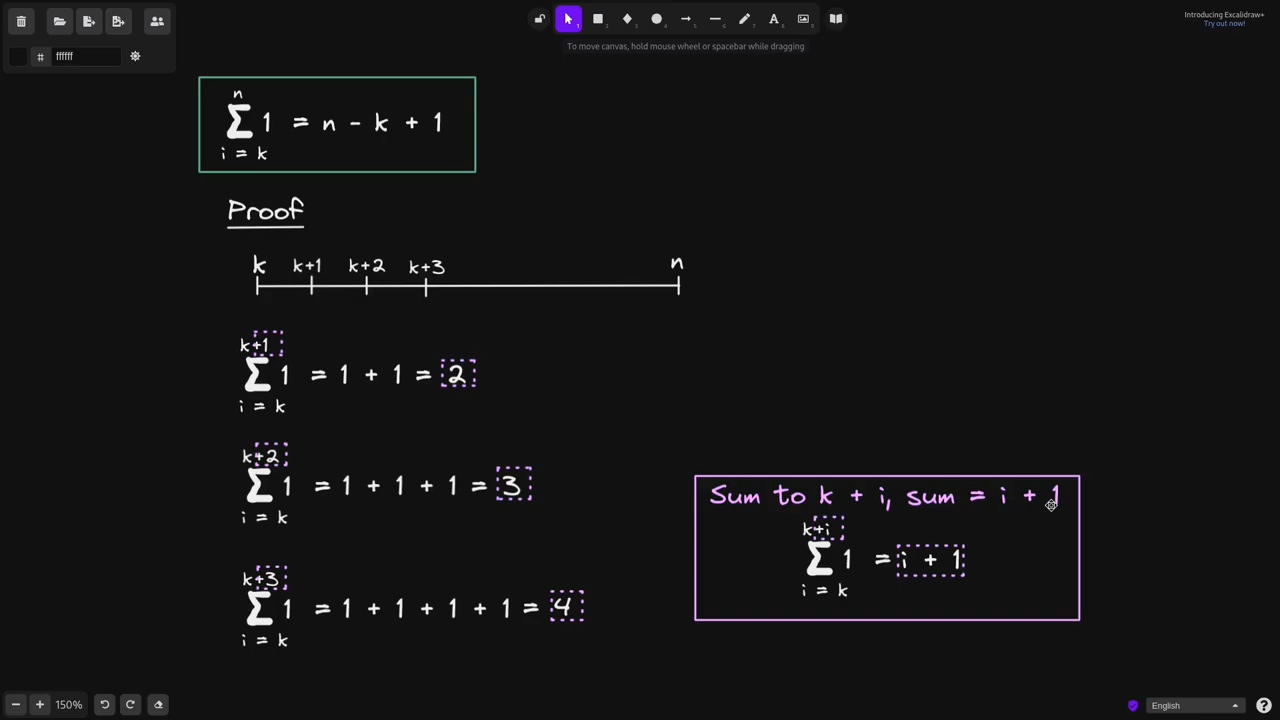 Introducing Excalidraw+
Try out now!
ffffff
To move canvas, hold mouse wheel or spacebar while dragging
n
Σ 1 = n - k + 1
i = k
Proof
k k+1 k+2 k+3 n
k+1
Σ 1 = 1 + 1 = 2
i = k
k+2
Σ 1 = 1 + 1 + 1 = 3
i = k
k+3
Σ 1 = 1 + 1 + 1 + 1 = 4
i = k
Sum to k + i, sum = i + 1
k+i
Σ 1 = i + 1
i = k
150%
English